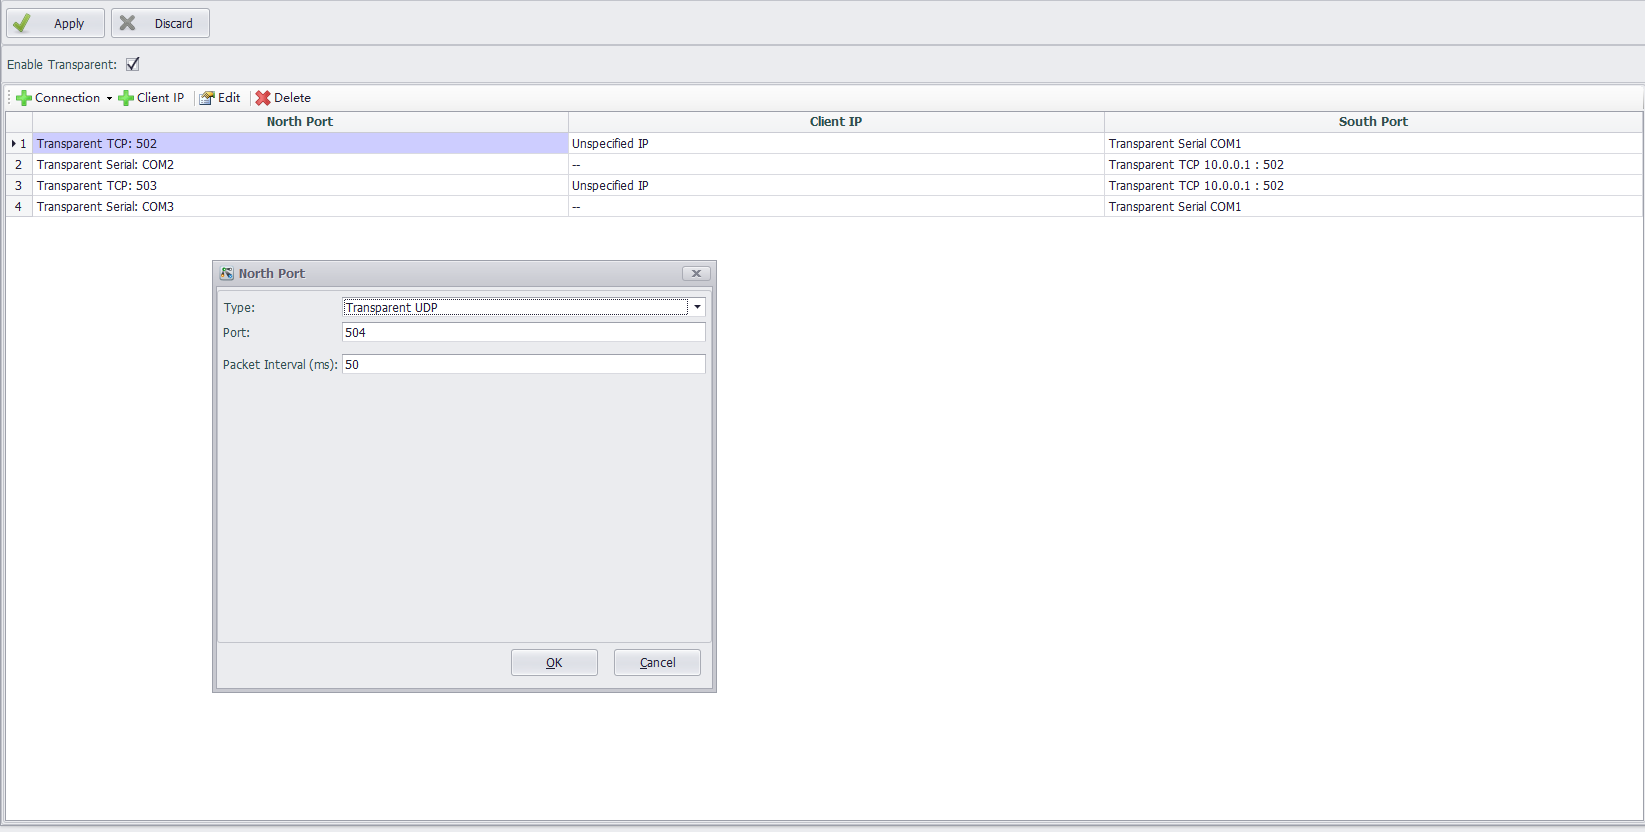 Apply Discard
Enable Transparent:
Connection Client IP Edit Delete
North Port Client IP South Port
1 Transparent TCP: 502 Unspecified IP Transparent Serial COM1
2 Transparent Serial: COM2 -- Transparent TCP 10.0.0.1 : 502
3 Transparent TCP: 503 Unspecified IP Transparent TCP 10.0.0.1 : 502
4 Transparent Serial: COM3 -- Transparent Serial COM1
North Port
Type: Transparent UDP
Port: 504
Packet Interval (ms): 50
OK Cancel